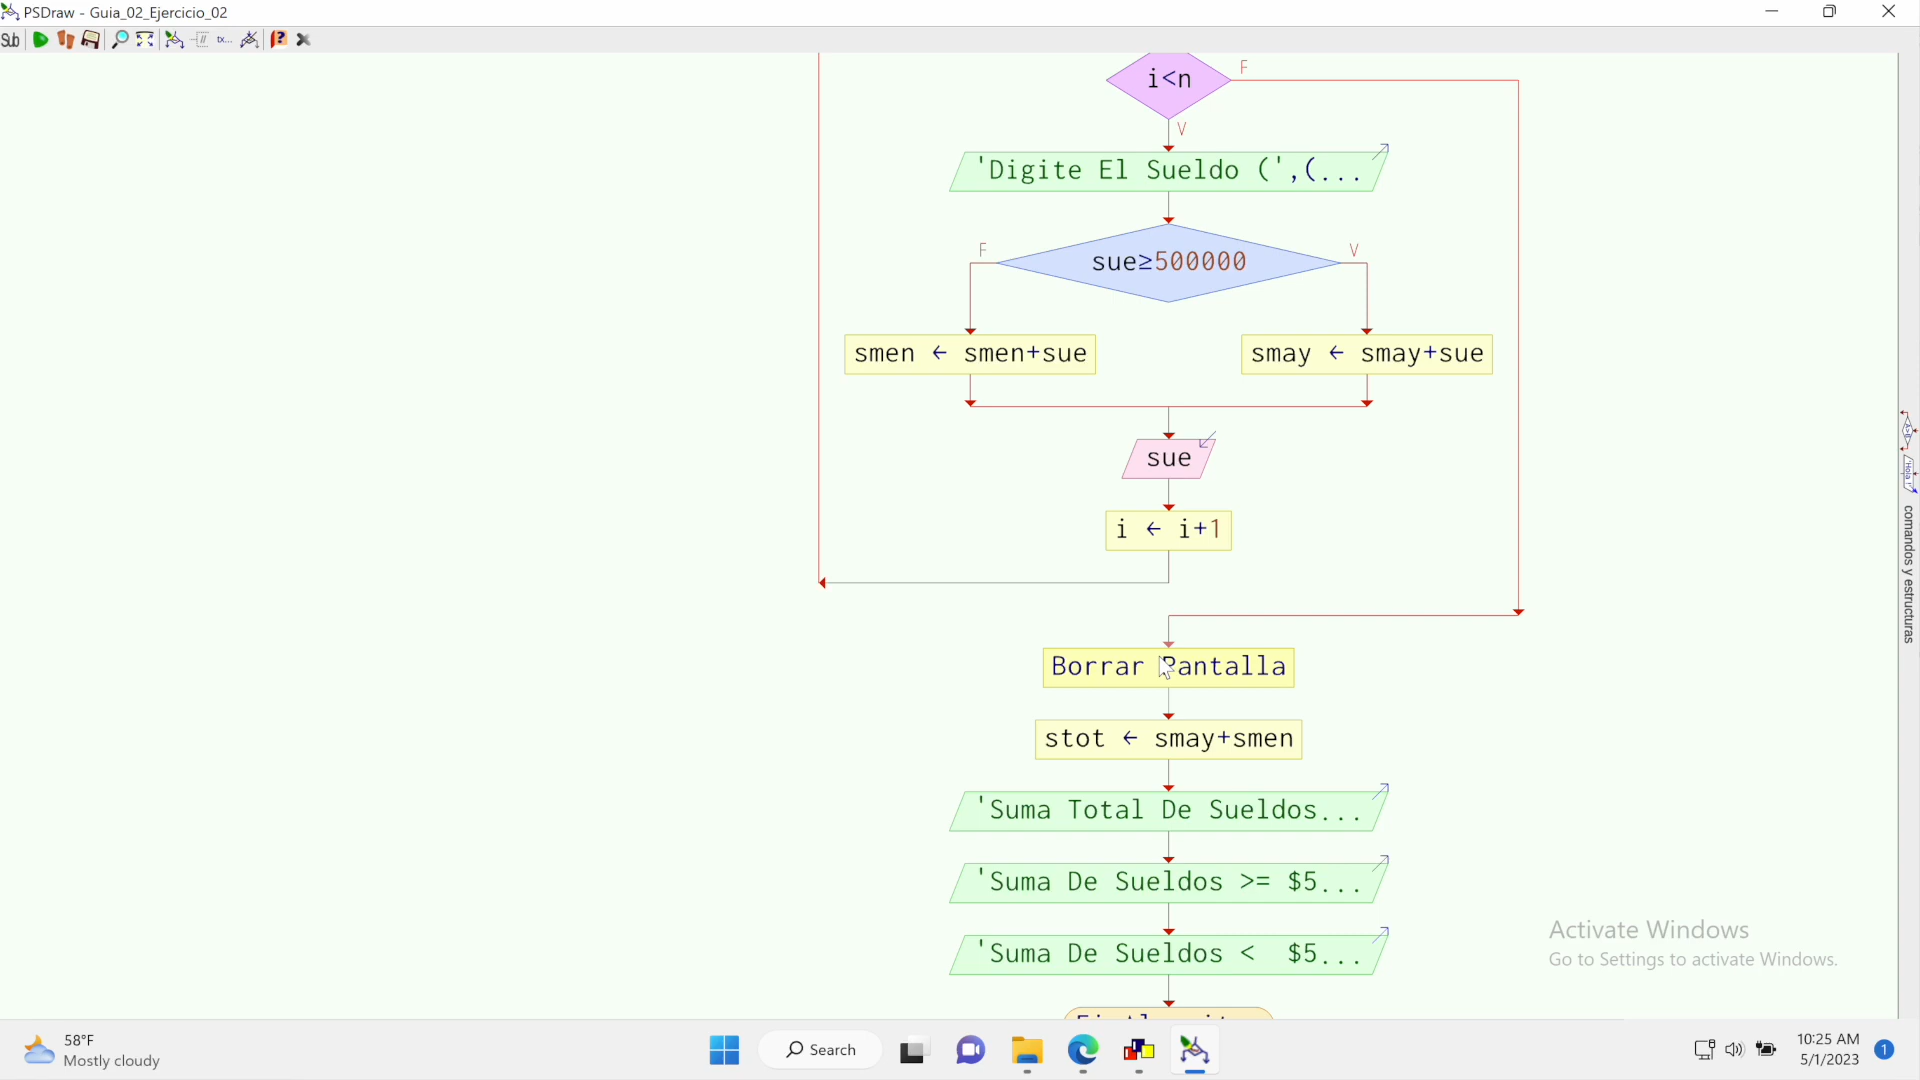 PSDraw - Guia_02_Ejercicio_02
Sub
tx...
i<n
F
V
'Digite El Sueldo (',(...
F
V
sue≥500000
smen ← smen+sue
smay ← smay+sue
sue
i ← i+1
Borrar Pantalla
stot ← smay+smen
'Suma Total De Sueldos...
'Suma De Sueldos >= $5...
'Suma De Sueldos <  $5...
comandos y estructuras
Activate Windows
Go to Settings to activate Windows.
58°F
Mostly cloudy
Search
10:25 AM
5/1/2023
1